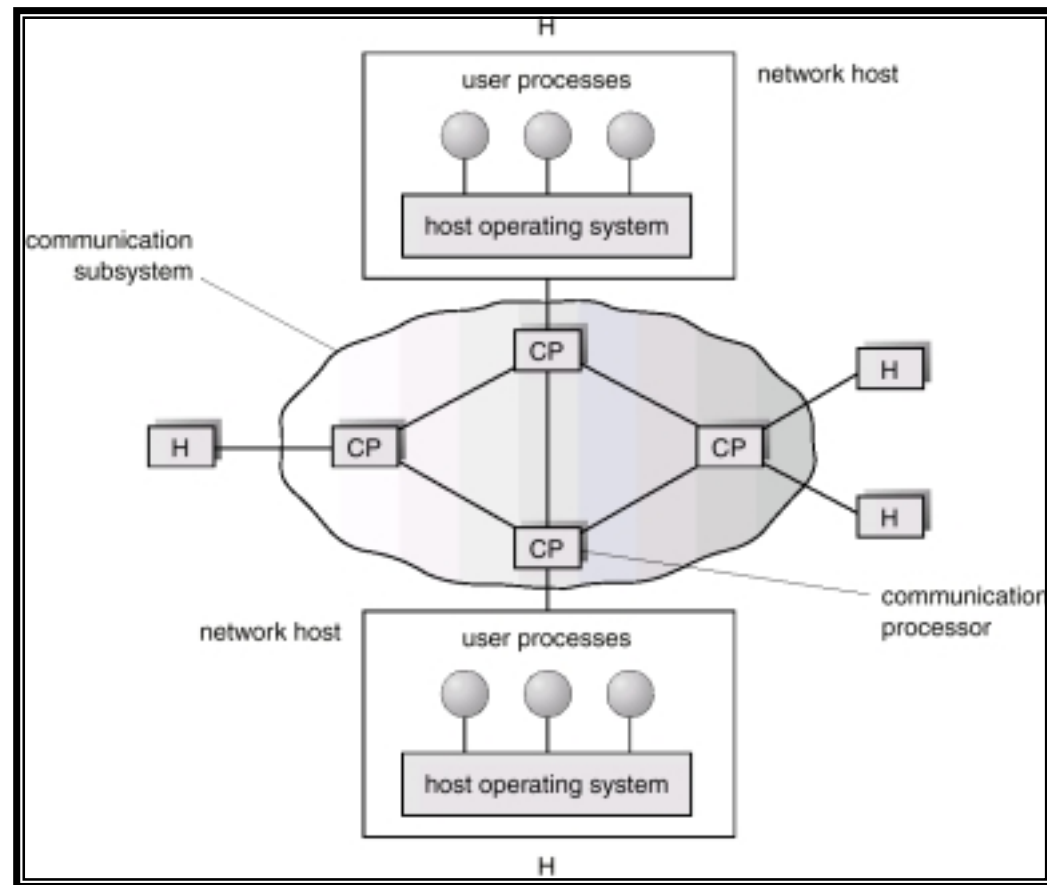 H
user processes
network host
host operating system
communication
subsystem
CP
H
H
CP
CP
H
CP
communication
processor
network host
user processes
host operating system
H